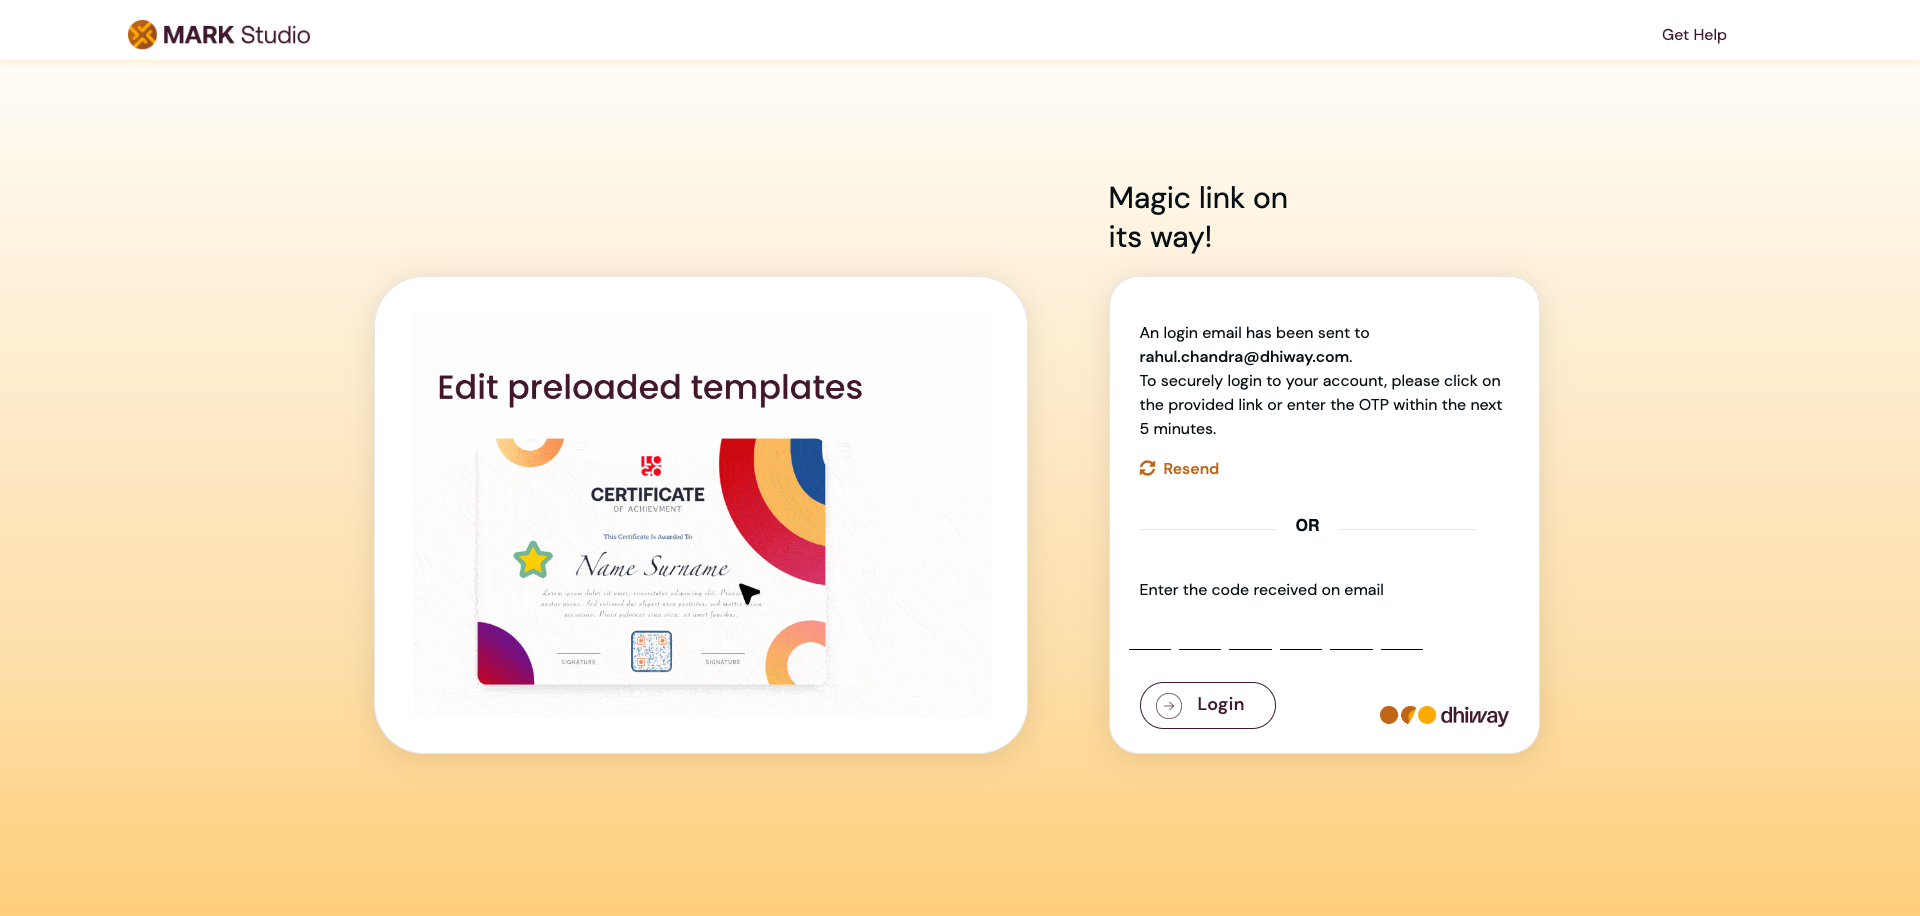 MARK Studio
Get Help
Magic link on
its way!
Edit preloaded templates
CERTIFICATE
OF ACHIEVMENT
This Certificate Is Awarded To
Name Surname
SIGNATURE
SIGNATURE
An login email has been sent to
rahul.chandra@dhiway.com.
To securely login to your account, please click on
the provided link or enter the OTP within the next
5 minutes.
Resend
OR
Enter the code received on email
Login
dhiway